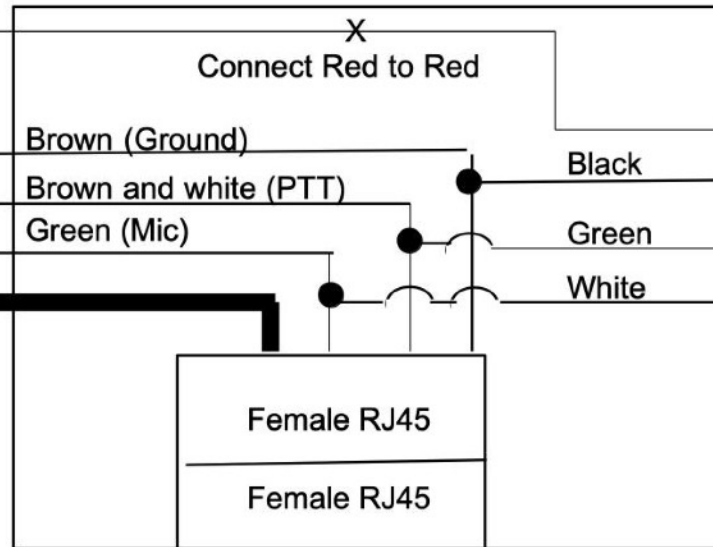 X
Connect Red to Red
Brown (Ground)
Black
Brown and white (PTT)
Green (Mic)
Green
White
Female RJ45
Female RJ45